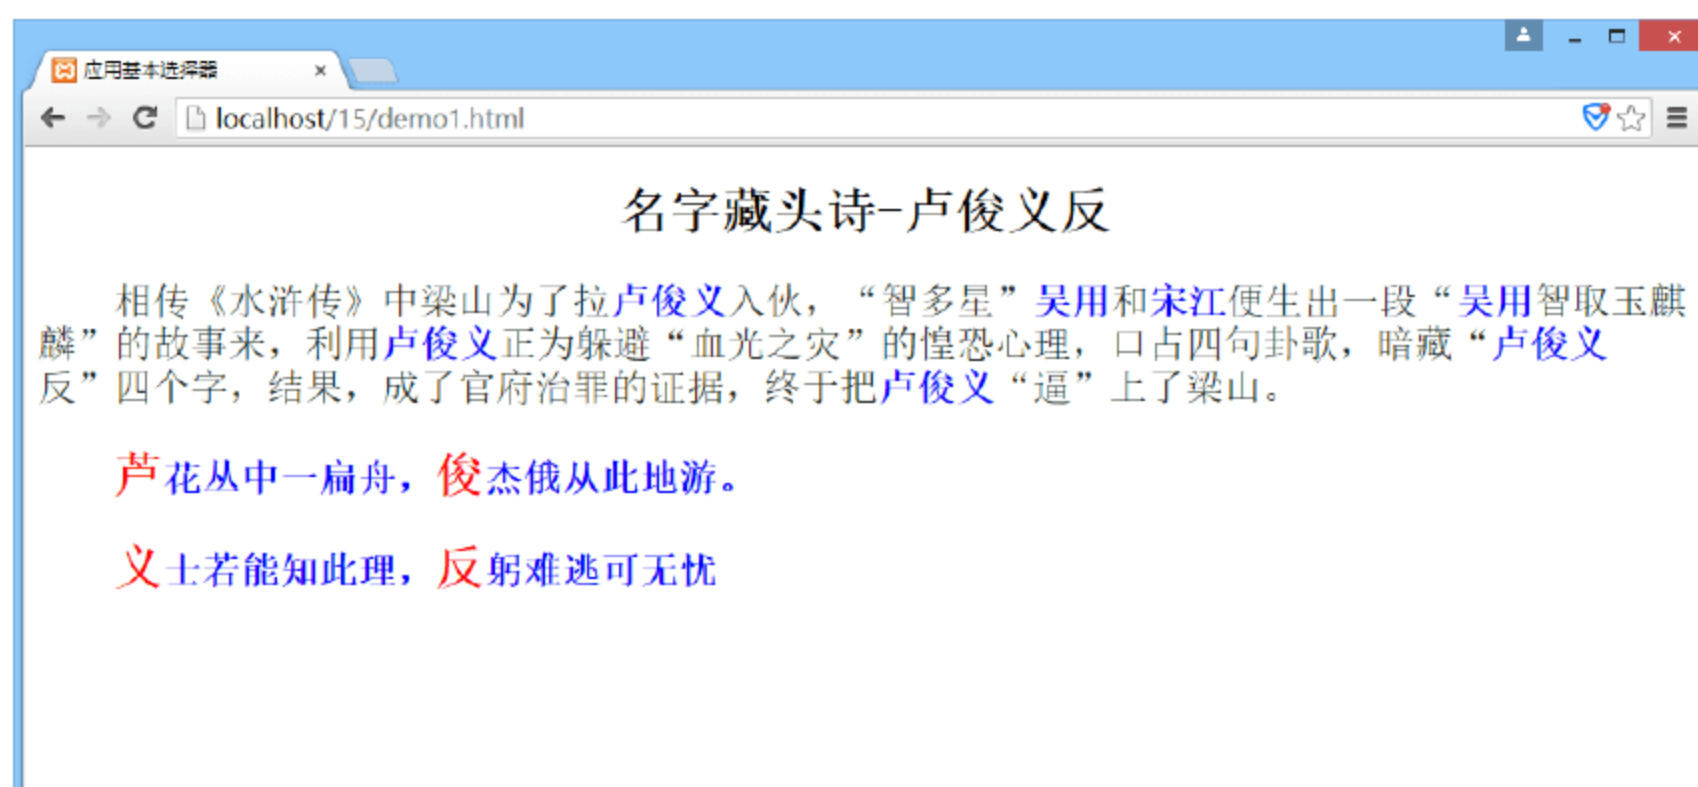 应用基本选择器
localhost/15/demo1.html
名字藏头诗-卢俊义反
相传《水浒传》中梁山为了拉卢俊义入伙，“智多星”吴用和宋江便生出一段“吴用智取玉麒
麟”的故事来，利用卢俊义正为躲避“血光之灾”的惶恐心理，口占四句卦歌，暗藏“卢俊义
反”四个字，结果，成了官府治罪的证据，终于把卢俊义“逼”上了梁山。
芦花丛中一扁舟，俊杰俄从此地游。
义士若能知此理，反躬难逃可无忧